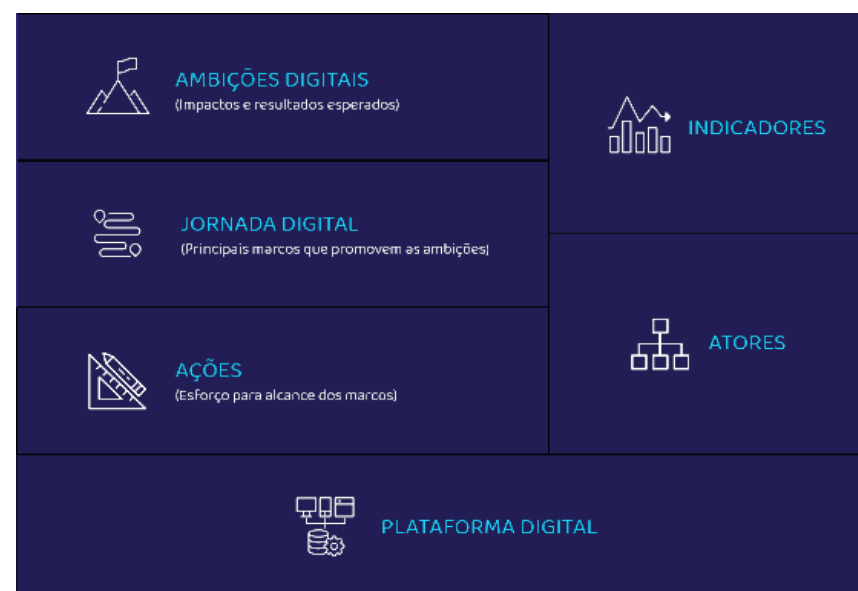 AMBIÇÕES DIGITAIS
(Impactos e resultados esperados)
JORNADA DIGITAL
(Principais marcos que promovem as ambições)
AÇÕES
(Esforço para alcance dos marcos)
INDICADORES
ATORES
PLATAFORMA DIGITAL